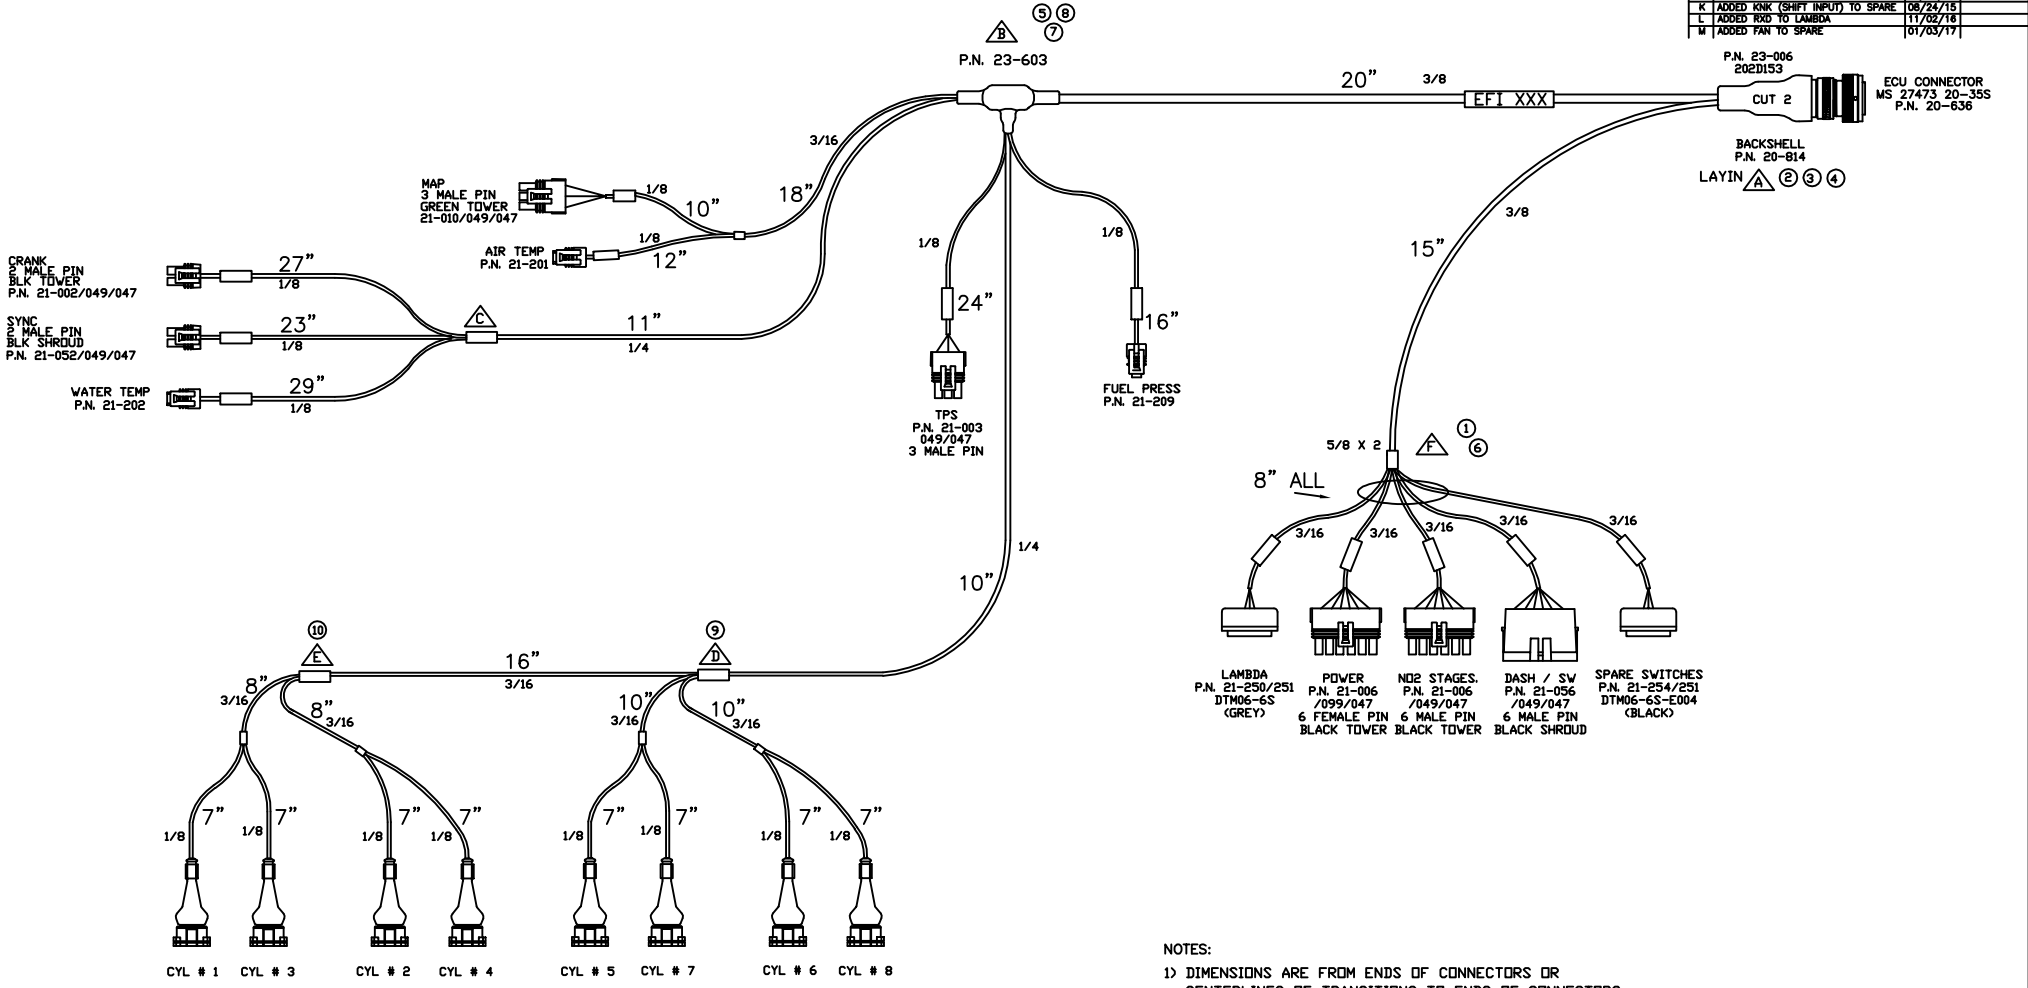 K ADDED KNK (SHIFT INPUT) TO SPARE 08/24/15
L ADDED RXD TO LAMBDA 11/02/16
M ADDED FAN TO SPARE 01/03/17
5 8
7
B
P.N. 23-603
20" 3/8
EFI XXX
P.N. 23-006
202D153
CUT 2
ECU CONNECTOR
MS 27473 20-35S
P.N. 20-636
BACKSHELL
P.N. 20-814
LAYIN A 2 3 4
3/8
15"
3/16
18"
MAP
3 MALE PIN
GREEN TOWER
21-010/049/047
1/8
10"
AIR TEMP
P.N. 21-201
1/8
12"
CRANK
2 MALE PIN
BLK TOWER
P.N. 21-002/049/047
27"
1/8
SYNC
2 MALE PIN
BLK SHROUD
P.N. 21-052/049/047
23"
1/8
WATER TEMP
P.N. 21-202
29"
1/8
C
11"
1/4
1/8
24"
TPS
P.N. 21-003
049/047
3 MALE PIN
1/8
16"
FUEL PRESS
P.N. 21-209
1/4
10"
5/8 X 2
F
1
6
8" ALL
3/16
3/16
3/16
3/16
3/16
LAMBDA
P.N. 21-250/251
DTM06-6S
(GREY)
POWER
P.N. 21-006
/099/047
6 FEMALE PIN
BLACK TOWER
NO2 STAGES.
P.N. 21-006
/049/047
6 MALE PIN
BLACK TOWER
DASH / SW
P.N. 21-056
/049/047
6 MALE PIN
BLACK SHROUD
SPARE SWITCHES
P.N. 21-254/251
DTM06-6S-E004
(BLACK)
10
E
16"
3/16
9
D
8"
3/16
8"
3/16
10"
3/16
10"
3/16
7" 7" 7" 7" 7" 7" 7" 7"
1/8 1/8 1/8 1/8 1/8 1/8 1/8 1/8
CYL # 1 CYL # 3 CYL # 2 CYL # 4 CYL # 5 CYL # 7 CYL # 6 CYL # 8
NOTES:
1) DIMENSIONS ARE FROM ENDS OF CONNECTORS OR
CENTERLINES OF TRANSITIONS TO ENDS OF CONNECTORS